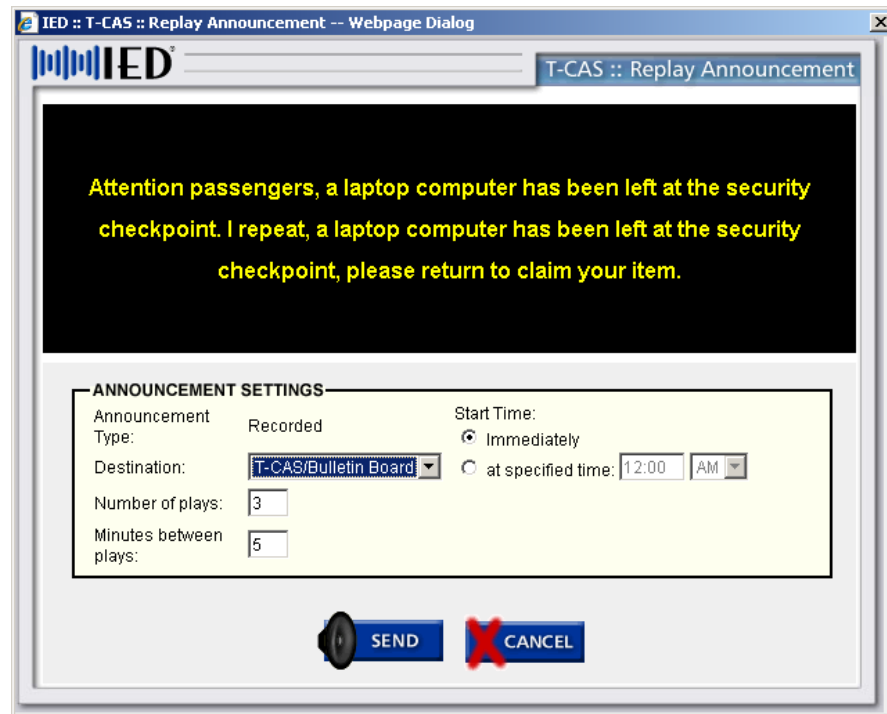 IED :: T-CAS :: Replay Announcement -- Webpage Dialog
IED
T-CAS :: Replay Announcement
Attention passengers, a laptop computer has been left at the security
checkpoint. I repeat, a laptop computer has been left at the security
checkpoint, please return to claim your item.
ANNOUNCEMENT SETTINGS
Announcement
Type:
Recorded
Destination:
T-CAS/Bulletin Board
Number of plays:
3
Minutes between
plays:
5
Start Time:
Immediately
at specified time: 12:00 AM
SEND
CANCEL